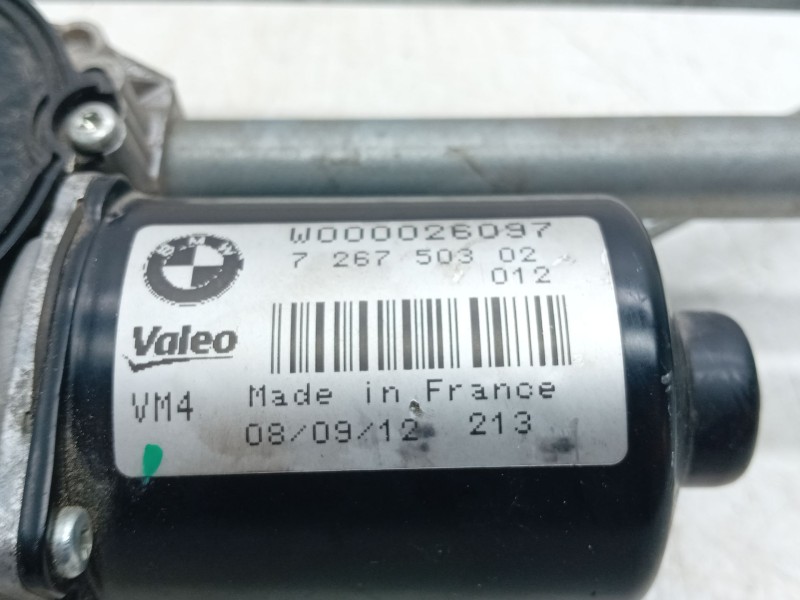 BMW
W000026097
7 267 503 02
012
Valeo
VM4
Made in France
08/09/12 213